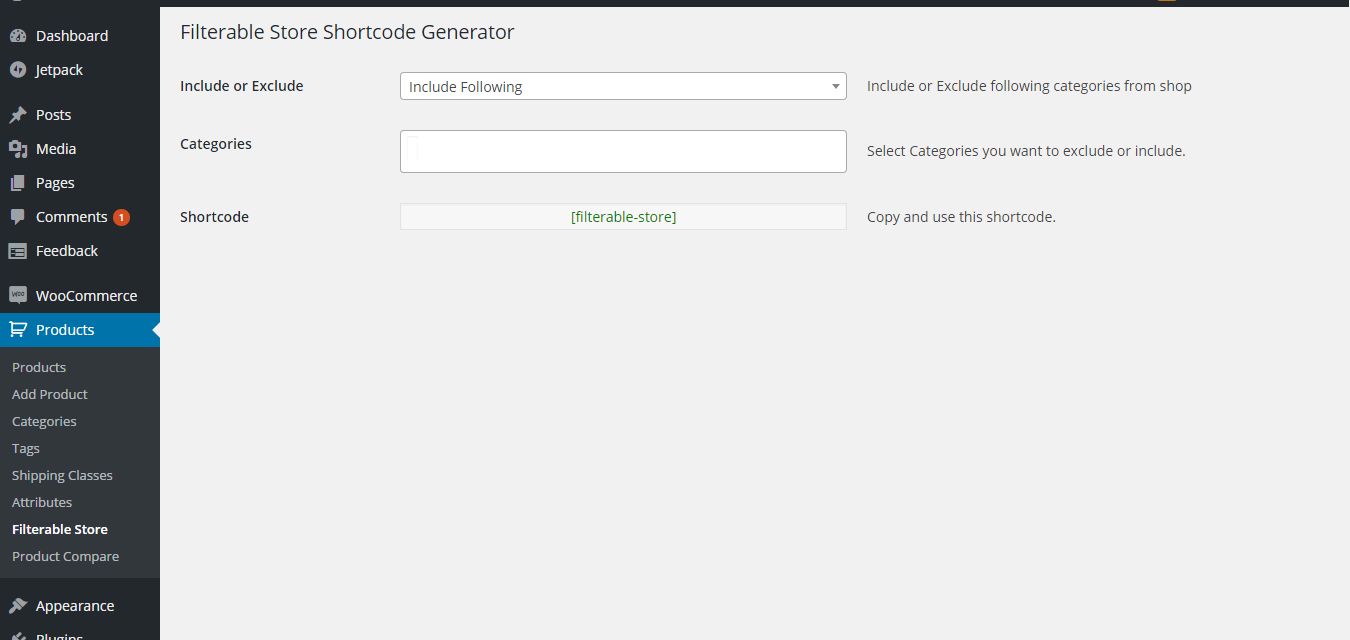 Dashboard
Jetpack
Posts
Media
Pages
Comments 1
Feedback
WooCommerce
Products
Products
Add Product
Categories
Tags
Shipping Classes
Attributes
Filterable Store
Product Compare
Appearance
Plugins
Filterable Store Shortcode Generator
Include or Exclude
Include Following
Include or Exclude following categories from shop
Categories
Select Categories you want to exclude or include.
Shortcode
[filterable-store]
Copy and use this shortcode.